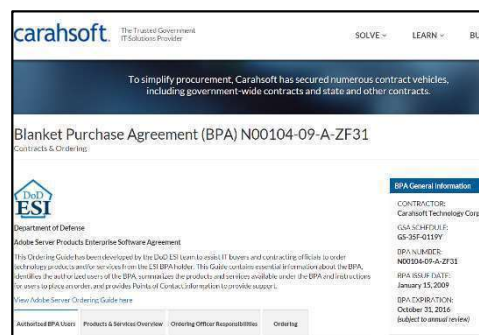 carahsoft.
The Trusted Government
IT Solutions Provider
SOLVE
LEARN
BU
To simplify procurement, Carahsoft has secured numerous contract vehicles,
including government-wide contracts and state and other contracts.
Blanket Purchase Agreement (BPA) N00104-09-A-ZF31
Contracts & Ordering
DoD
ESI
Department of Defense
Adobe Server Products Enterprise Software Agreement
This Ordering Guide has been developed by the DoD ESI team to assist IT buyers and contracting officials to order
technology products and/or services from the ESI BPA holder. This Guide contains essential information about the BPA,
identifies the authorized users of the BPA, summarizes the products and services available under the BPA and instructions
for users to place an order, and provides Points of Contact information to provide support.
View Adobe Server Ordering Guide here
Authorized BPA Users
Products & Services Overview
Ordering Officer Responsibilities
Ordering
BPA General Information
CONTRACTOR:
Carahsoft Technology Corp
GSA SCHEDULE:
GS-35F-0119Y
BPA NUMBER:
N00104-09-A-ZF31
BPA ISSUE DATE:
January 15, 2009
BPA EXPIRATION:
October 31, 2016
(subject to annual review)